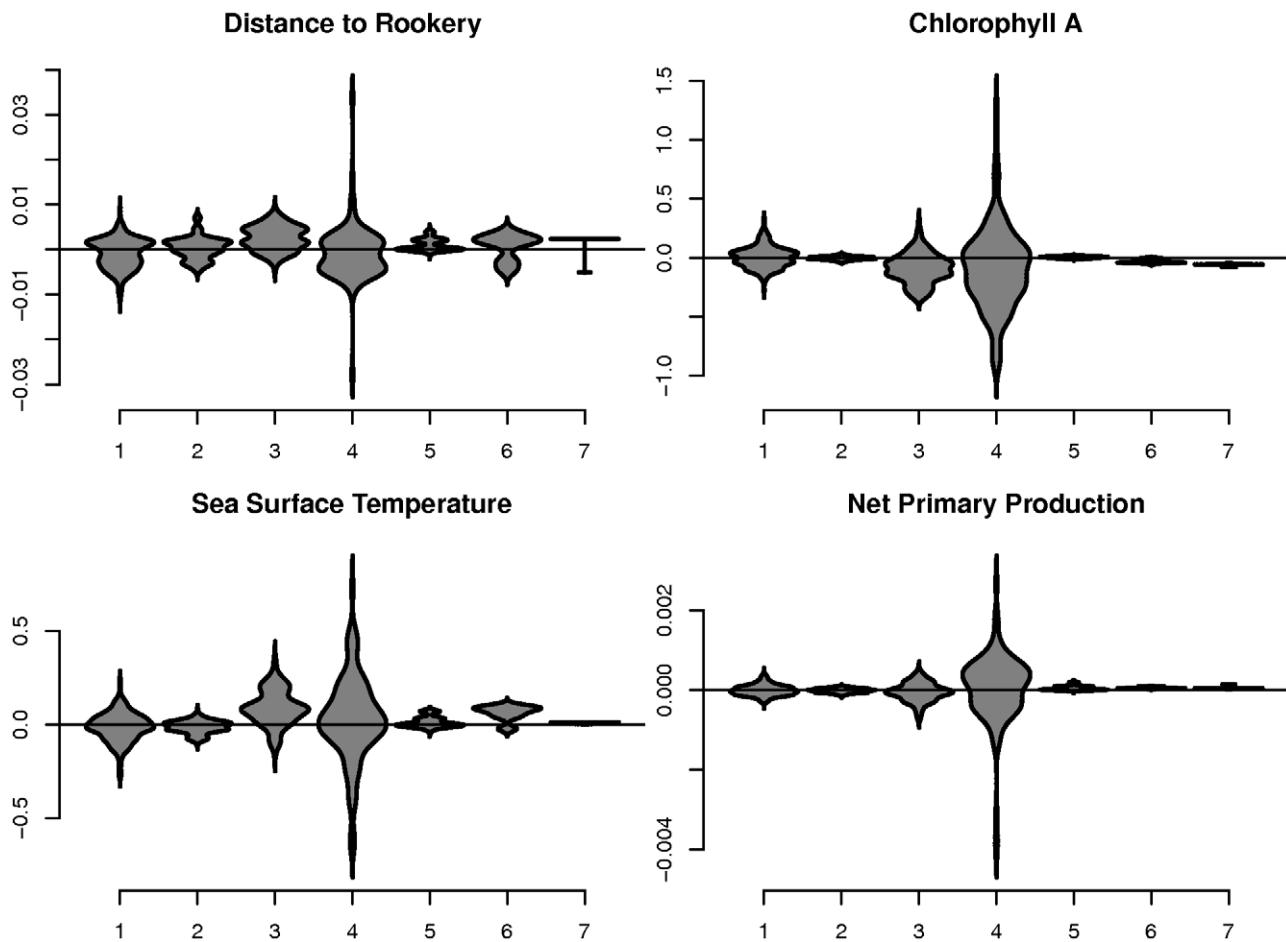 Distance to Rookery
0.03
0.01
−0.01
−0.03
1 2 3 4 5 6 7
Chlorophyll A
1.5
1.0
0.5
0.0
−1.0
1 2 3 4 5 6 7
Sea Surface Temperature
0.5
0.0
−0.5
1 2 3 4 5 6 7
Net Primary Production
0.002
0.000
−0.004
1 2 3 4 5 6 7